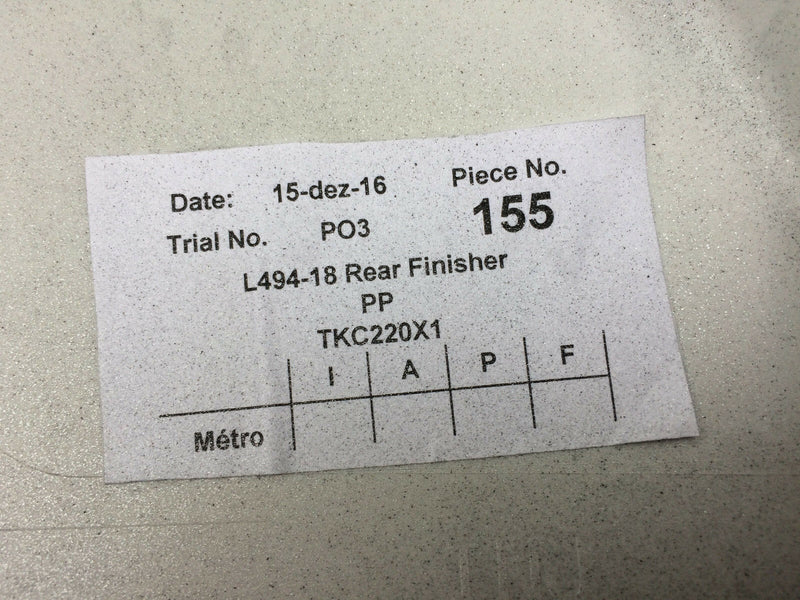 Date: 15-dez-16 Piece No.
Trial No. PO3 155
L494-18 Rear Finisher
PP
TKC220X1
I A P F
Métro